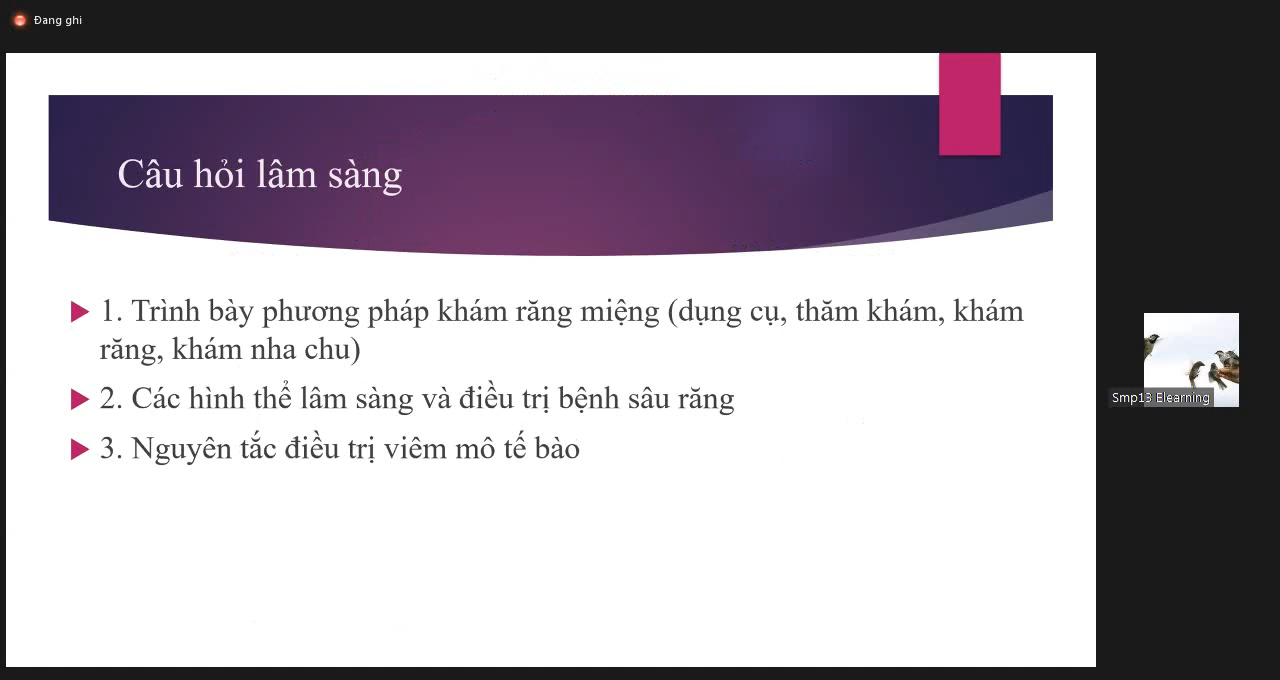 Đang ghi
Câu hỏi lâm sàng
1. Trình bày phương pháp khám răng miệng (dụng cụ, thăm khám, khám
răng, khám nha chu)
2. Các hình thể lâm sàng và điều trị bệnh sâu răng
3. Nguyên tắc điều trị viêm mô tế bào
Smp13 Elearning